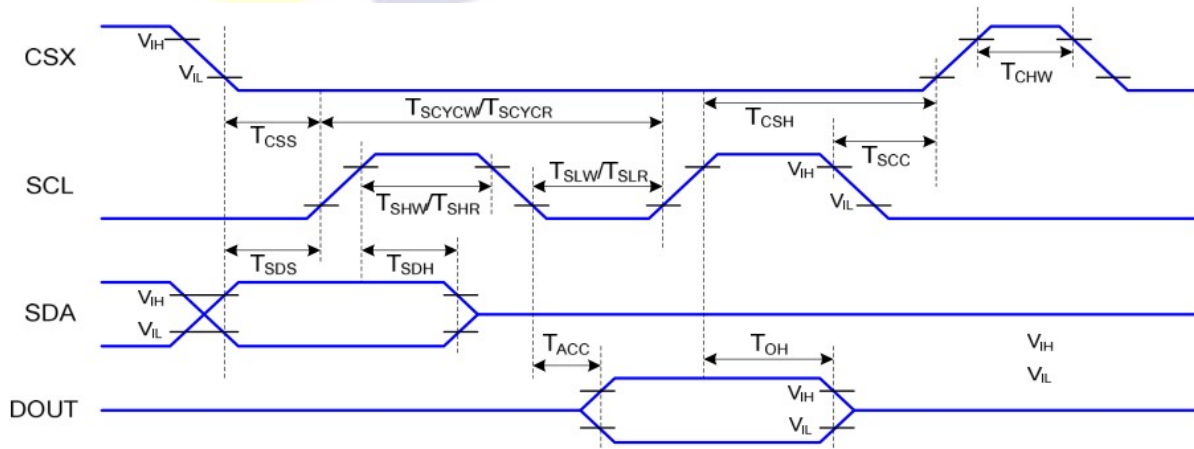 CSX
VIH
VIL
TCHW
TSCYCW/TSCYCR
TCSS
TCSH
TSCC
SCL
TSHW/TSHR
TSLW/TSLR
VIH
VIL
TSDS
TSDH
SDA
VIH
VIL
TACC
TOH
VIH
VIL
DOUT
VIH
VIL